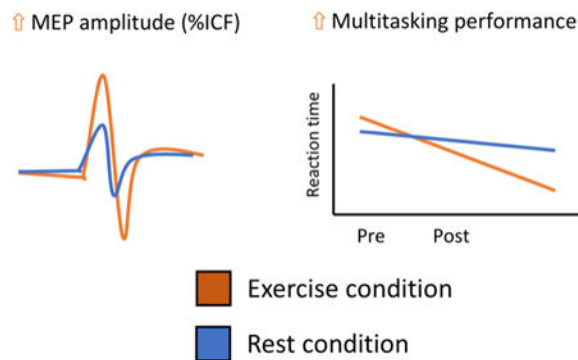 ⇧ MEP amplitude (%ICF)
⇧ Multitasking performance
Reaction time
Pre Post
Exercise condition
Rest condition